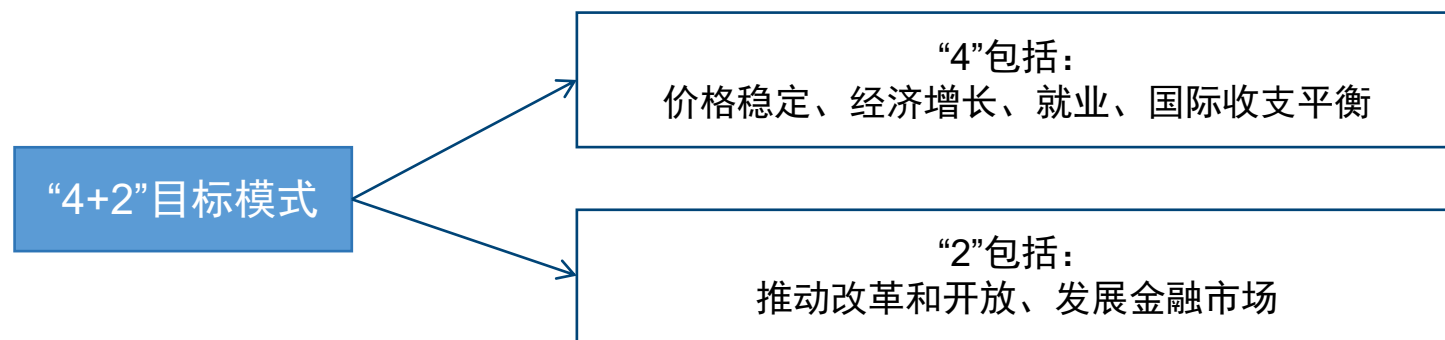 “4”包括：
价格稳定、经济增长、就业、国际收支平衡
“4+2”目标模式
“2”包括：
推动改革和开放、发展金融市场